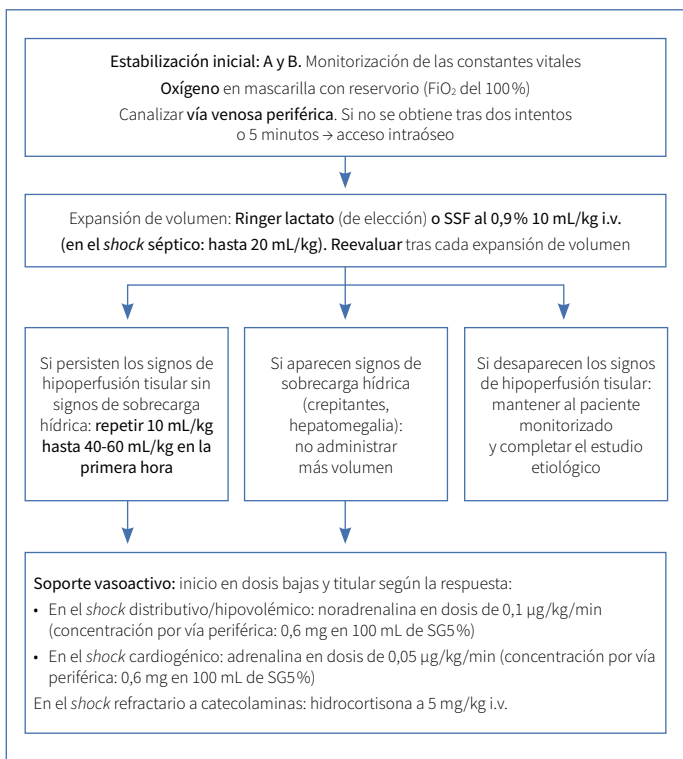 Estabilización inicial: A y B. Monitorización de las constantes vitales
Oxígeno en mascarilla con reservorio (FiO₂ del 100%)
Canalizar vía venosa periférica. Si no se obtiene tras dos intentos
o 5 minutos → acceso intraóseo
Expansión de volumen: Ringer lactato (de elección) o SSF al 0,9% 10 mL/kg i.v.
(en el shock séptico: hasta 20 mL/kg). Reevaluar tras cada expansión de volumen
Si persisten los signos de
hipoperfusión tisular sin
signos de sobrecarga
hídrica: repetir 10 mL/kg
hasta 40-60 mL/kg en la
primera hora
Si aparecen signos de
sobrecarga hídrica
(crepitantes,
hepatomegalia):
no administrar
más volumen
Si desaparecen los signos
de hipoperfusión tisular:
mantener al paciente
monitorizado
y completar el estudio
etiológico
Soporte vasoactivo: inicio en dosis bajas y titular según la respuesta:
• En el shock distributivo/hipovolémico: noradrenalina en dosis de 0,1 µg/kg/min
(concentración por vía periférica: 0,6 mg en 100 mL de SG5%)
• En el shock cardiogénico: adrenalina en dosis de 0,05 µg/kg/min (concentración por vía
periférica: 0,6 mg en 100 mL de SG5%)
En el shock refractario a catecolaminas: hidrocortisona a 5 mg/kg i.v.